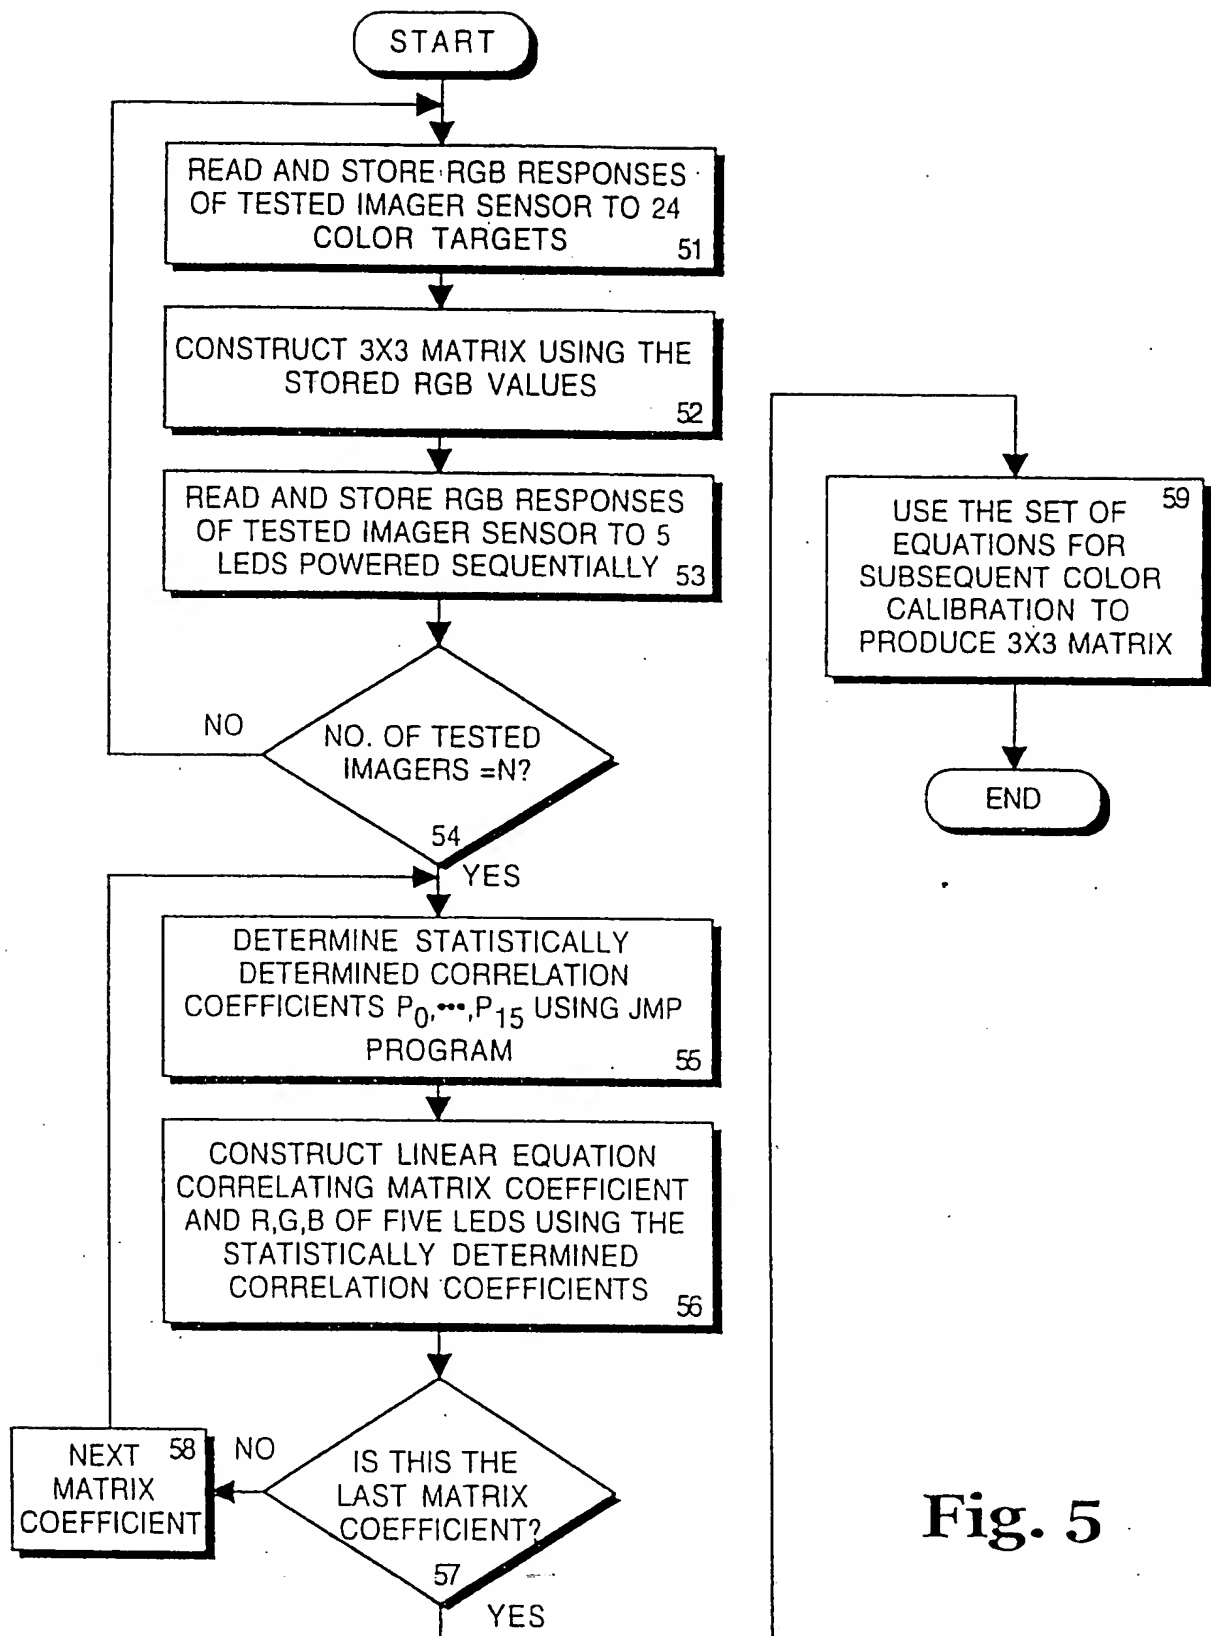 START
READ AND STORE RGB RESPONSES
OF TESTED IMAGER SENSOR TO 24
COLOR TARGETS
51
CONSTRUCT 3X3 MATRIX USING THE
STORED RGB VALUES
52
READ AND STORE RGB RESPONSES
OF TESTED IMAGER SENSOR TO 5
LEDS POWERED SEQUENTIALLY
53
NO
NO. OF TESTED
IMAGERS =N?
54
YES
DETERMINE STATISTICALLY
DETERMINED CORRELATION
COEFFICIENTS P0,•••,P15 USING JMP
PROGRAM
55
CONSTRUCT LINEAR EQUATION
CORRELATING MATRIX COEFFICIENT
AND R,G,B OF FIVE LEDS USING THE
STATISTICALLY DETERMINED
CORRELATION COEFFICIENTS
56
IS THIS THE
LAST MATRIX
COEFFICIENT?
57
NO
58
NEXT
MATRIX
COEFFICIENT
YES
59
USE THE SET OF
EQUATIONS FOR
SUBSEQUENT COLOR
CALIBRATION TO
PRODUCE 3X3 MATRIX
END
Fig. 5